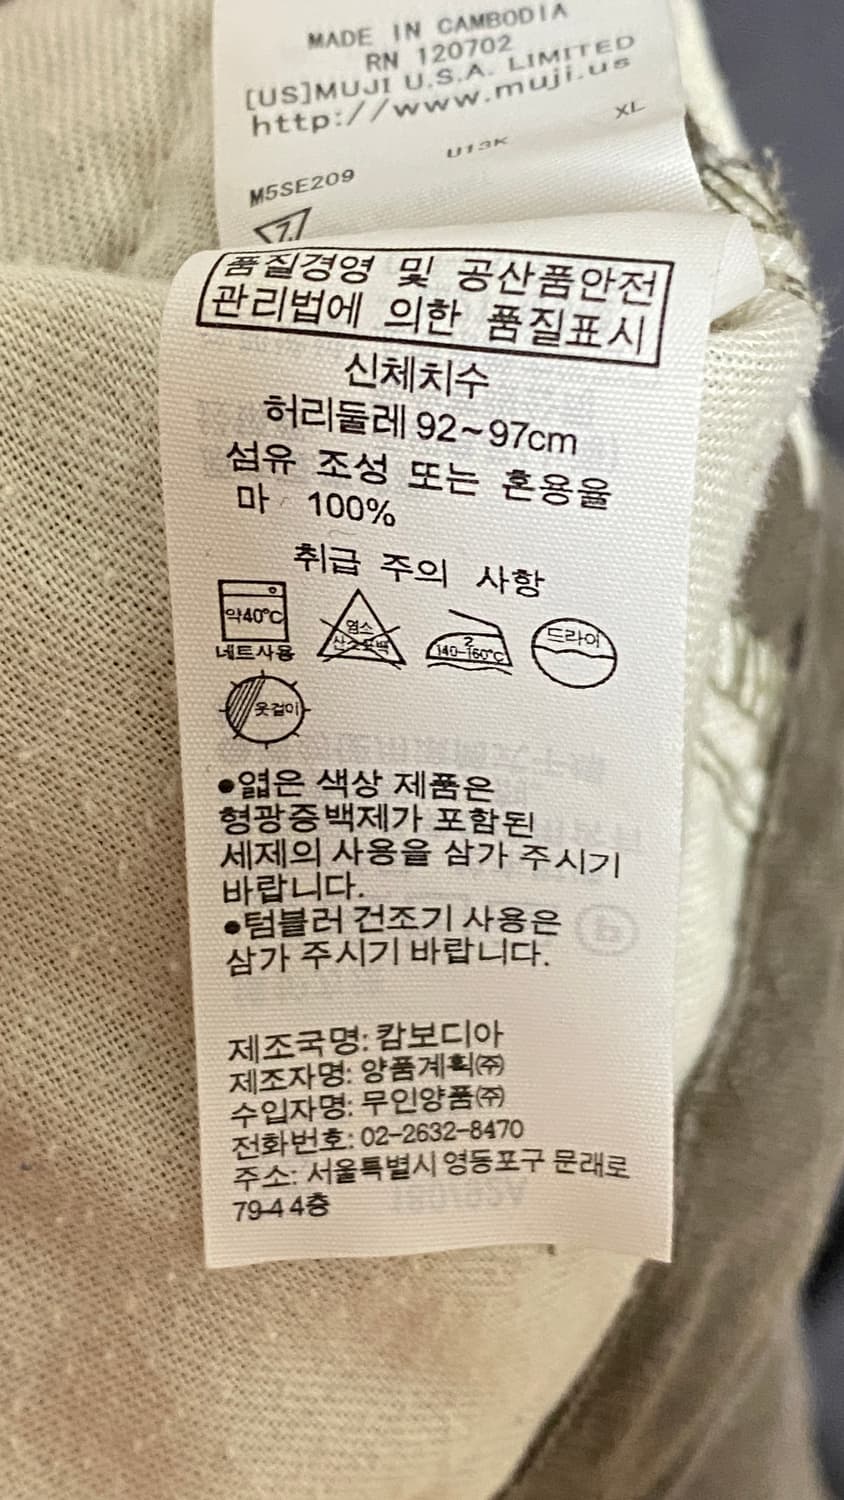 MADE IN CAMBODIA
RN 120702
[US]MUJI U.S.A. LIMITED
http://www.muji.us
XL
U13K
M5SE209
7
품질경영 및 공산품안전
관리법에 의한 품질표시
신체치수
허리둘레 92~97cm
섬유 조성 또는 혼용율
마 100%
취급 주의 사항
약40℃
네트사용
염소
표백
2
140-160℃
드라이
옷걸이
●엷은 색상 제품은
형광증백제가 포함된
세제의 사용을 삼가 주시기
바랍니다.
●텀블러 건조기 사용은
삼가 주시기 바랍니다.
제조국명: 캄보디아
제조자명: 양품계획㈜
수입자명: 무인양품㈜
전화번호: 02-2632-8470
주소: 서울특별시 영등포구 문래로
79-4 4층